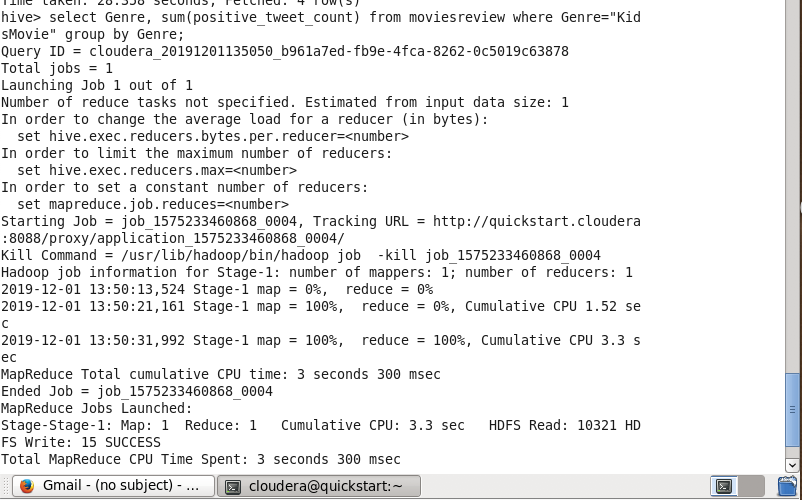 Time taken: 28.358 seconds, Fetched: 4 row(s)
hive> select Genre, sum(positive_tweet_count) from moviesreview where Genre="Kid
sMovie" group by Genre;
Query ID = cloudera_20191201135050_b961a7ed-fb9e-4fca-8262-0c5019c63878
Total jobs = 1
Launching Job 1 out of 1
Number of reduce tasks not specified. Estimated from input data size: 1
In order to change the average load for a reducer (in bytes):
  set hive.exec.reducers.bytes.per.reducer=<number>
In order to limit the maximum number of reducers:
  set hive.exec.reducers.max=<number>
In order to set a constant number of reducers:
  set mapreduce.job.reduces=<number>
Starting Job = job_1575233460868_0004, Tracking URL = http://quickstart.cloudera
:8088/proxy/application_1575233460868_0004/
Kill Command = /usr/lib/hadoop/bin/hadoop job  -kill job_1575233460868_0004
Hadoop job information for Stage-1: number of mappers: 1; number of reducers: 1
2019-12-01 13:50:13,524 Stage-1 map = 0%,  reduce = 0%
2019-12-01 13:50:21,161 Stage-1 map = 100%,  reduce = 0%, Cumulative CPU 1.52 se
c
2019-12-01 13:50:31,992 Stage-1 map = 100%,  reduce = 100%, Cumulative CPU 3.3 s
ec
MapReduce Total cumulative CPU time: 3 seconds 300 msec
Ended Job = job_1575233460868_0004
MapReduce Jobs Launched:
Stage-Stage-1: Map: 1  Reduce: 1   Cumulative CPU: 3.3 sec   HDFS Read: 10321 HD
FS Write: 15 SUCCESS
Total MapReduce CPU Time Spent: 3 seconds 300 msec
Gmail - (no subject) - ...
cloudera@quickstart:~